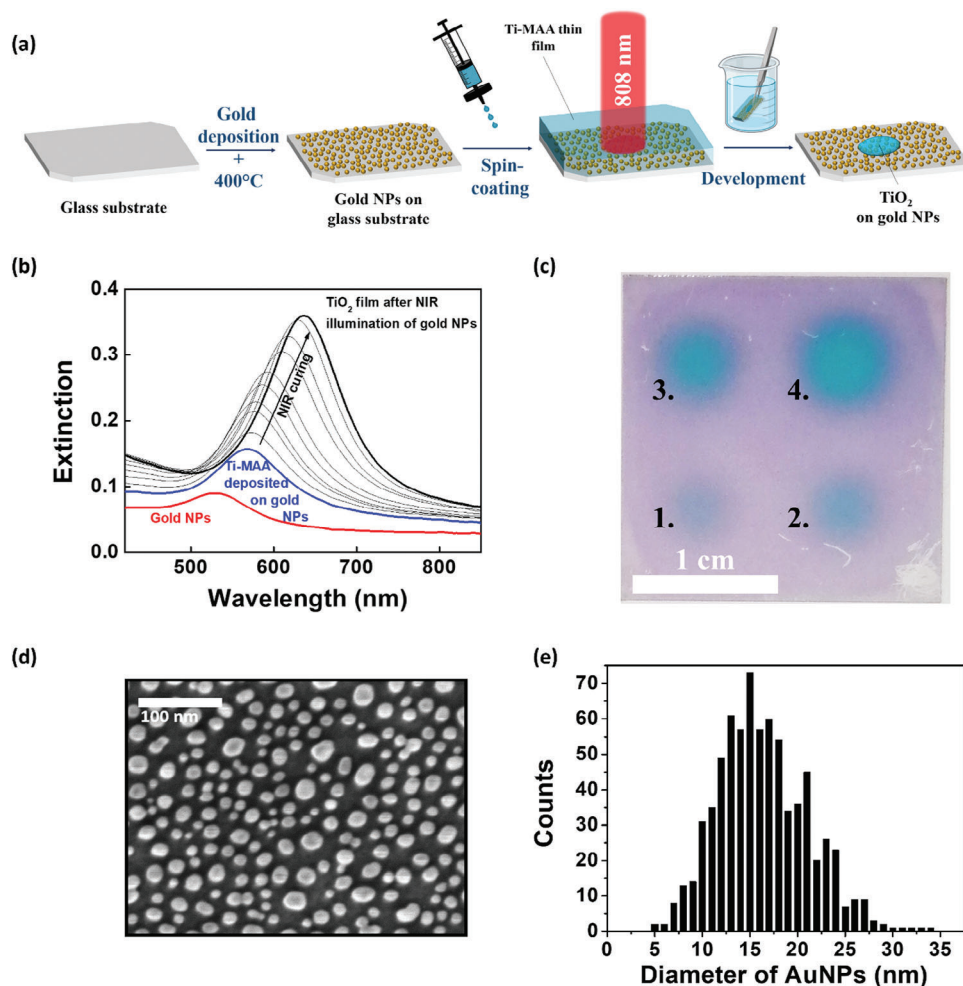 (a)
Gold
deposition
+
400°C
Glass substrate
Gold NPs on
glass substrate
Spin-
coating
Ti-MAA thin
film
808 nm
Development
TiO2
on gold NPs
(b)
0.4
0.3
0.2
0.1
0.0
Extinction
TiO2 film after NIR
illumination of gold NPs
NIR curing
Ti-MAA
deposited
on gold
NPs
Gold NPs
500 600 700 800
Wavelength (nm)
(c)
3. 4.
1. 2.
1 cm
(d)
100 nm
(e)
70
60
50
40
30
20
10
0
Counts
0 5 10 15 20 25 30 35
Diameter of AuNPs (nm)